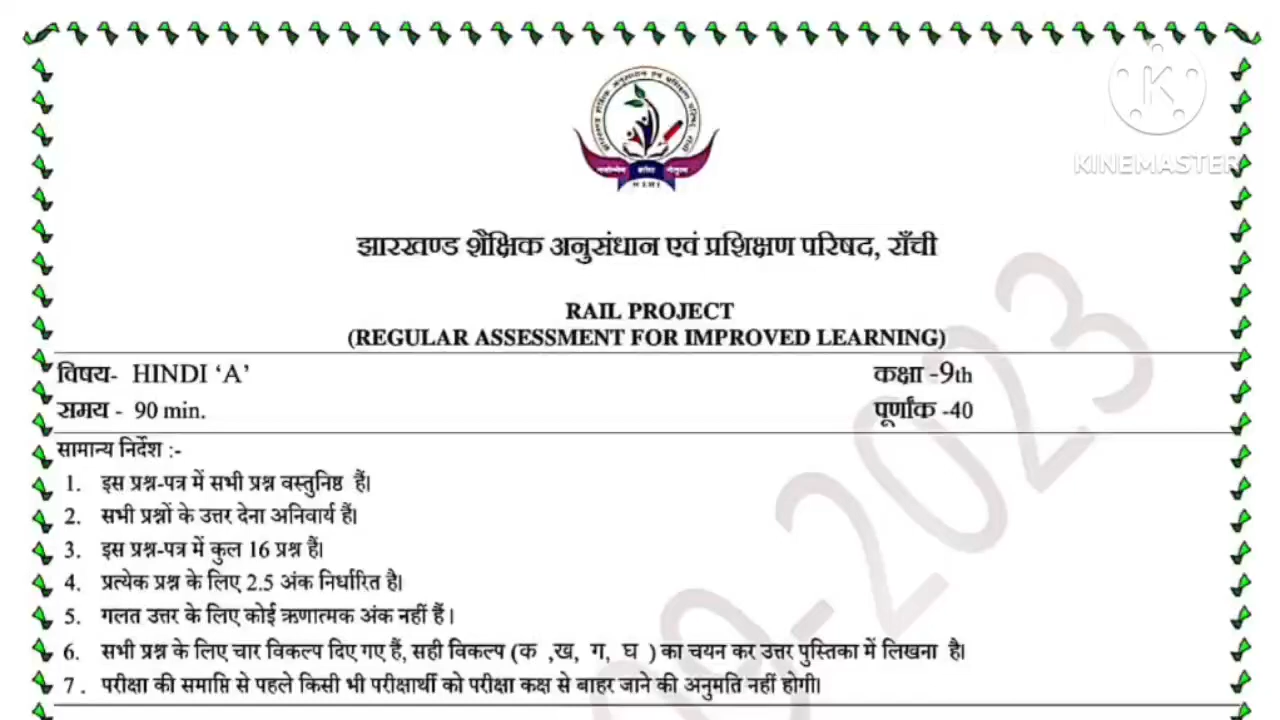 KINEMASTER
झारखण्ड शैक्षिक अनुसंधान एवं प्रशिक्षण परिषद, राँची
RAIL PROJECT
(REGULAR ASSESSMENT FOR IMPROVED LEARNING)
विषय- HINDI ‘A’ कक्षा -9th
समय - 90 min. पूर्णांक -40
सामान्य निर्देश :-
1. इस प्रश्न-पत्र में सभी प्रश्न वस्तुनिष्ठ हैं।
2. सभी प्रश्नों के उत्तर देना अनिवार्य हैं।
3. इस प्रश्न-पत्र में कुल 16 प्रश्न हैं।
4. प्रत्येक प्रश्न के लिए 2.5 अंक निर्धारित है।
5. गलत उत्तर के लिए कोई ऋणात्मक अंक नहीं हैं।
6. सभी प्रश्न के लिए चार विकल्प दिए गए हैं, सही विकल्प (क ,ख, ग, घ ) का चयन कर उत्तर पुस्तिका में लिखना है।
7 . परीक्षा की समाप्ति से पहले किसी भी परीक्षार्थी को परीक्षा कक्ष से बाहर जाने की अनुमति नहीं होगी।
09-2023